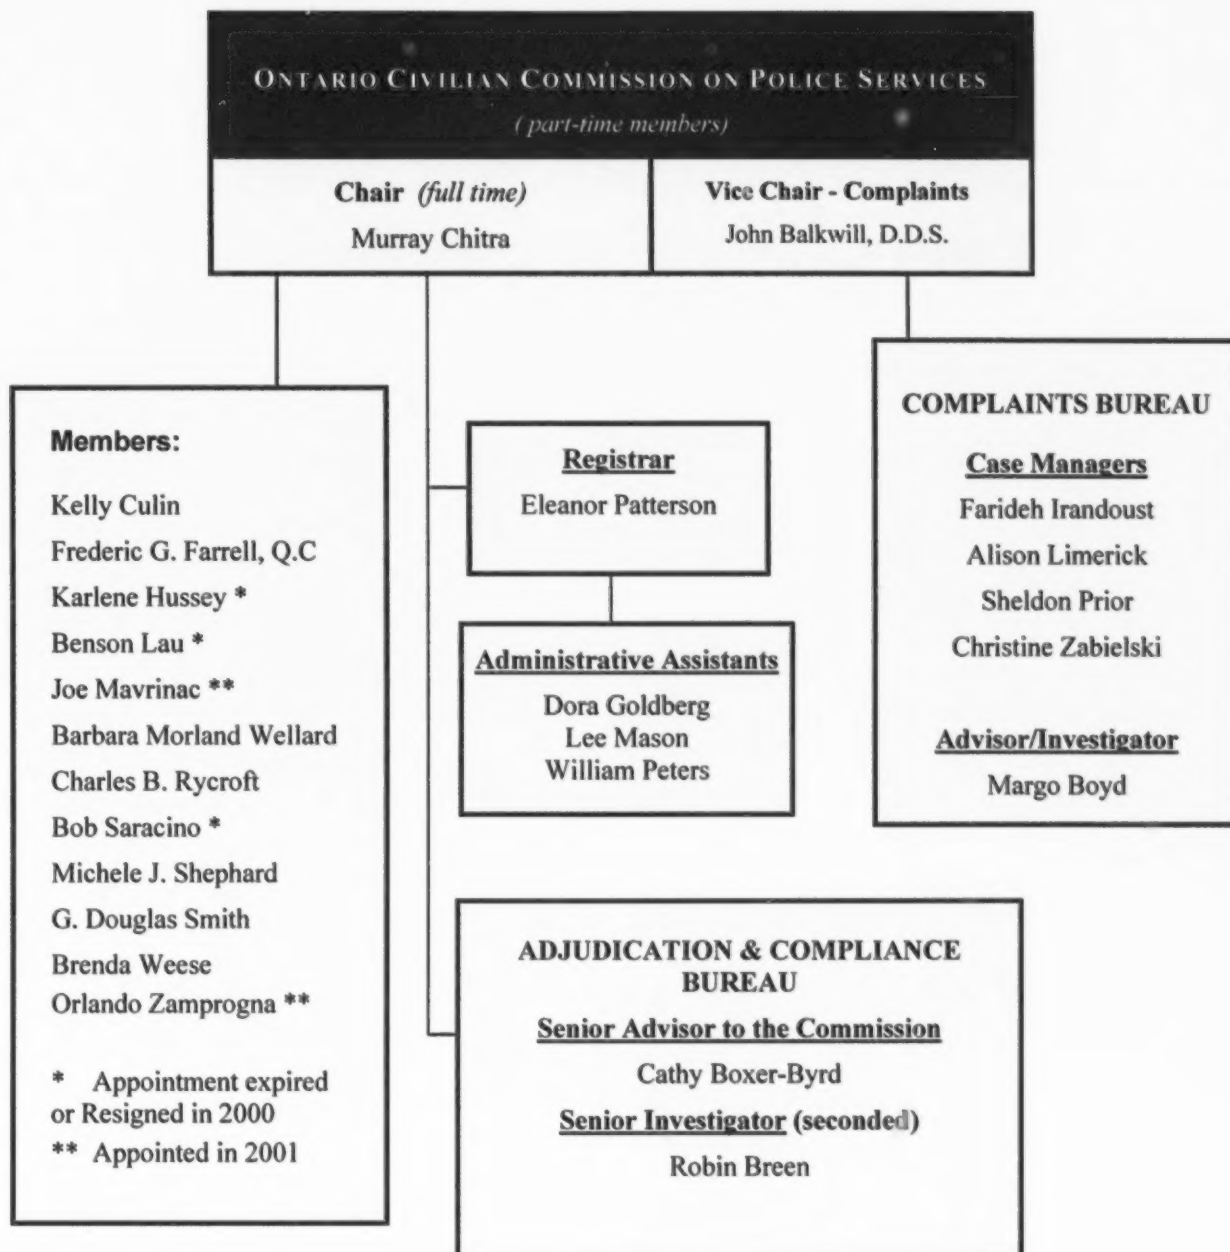 ONTARIO CIVILIAN COMMISSION ON POLICE SERVICES
( part-time members)
Chair (full time)
Murray Chitra
Vice Chair - Complaints
John Balkwill, D.D.S.
Members:
Kelly Culin
Frederic G. Farrell, Q.C
Karlene Hussey *
Benson Lau *
Joe Mavrinac **
Barbara Morland Wellard
Charles B. Rycroft
Bob Saracino *
Michele J. Shephard
G. Douglas Smith
Brenda Weese
Orlando Zamprogna **
* Appointment expired
or Resigned in 2000
** Appointed in 2001
Registrar
Eleanor Patterson
Administrative Assistants
Dora Goldberg
Lee Mason
William Peters
COMPLAINTS BUREAU
Case Managers
Farideh Irandoust
Alison Limerick
Sheldon Prior
Christine Zabielski
Advisor/Investigator
Margo Boyd
ADJUDICATION & COMPLIANCE
BUREAU
Senior Advisor to the Commission
Cathy Boxer-Byrd
Senior Investigator (seconded)
Robin Breen